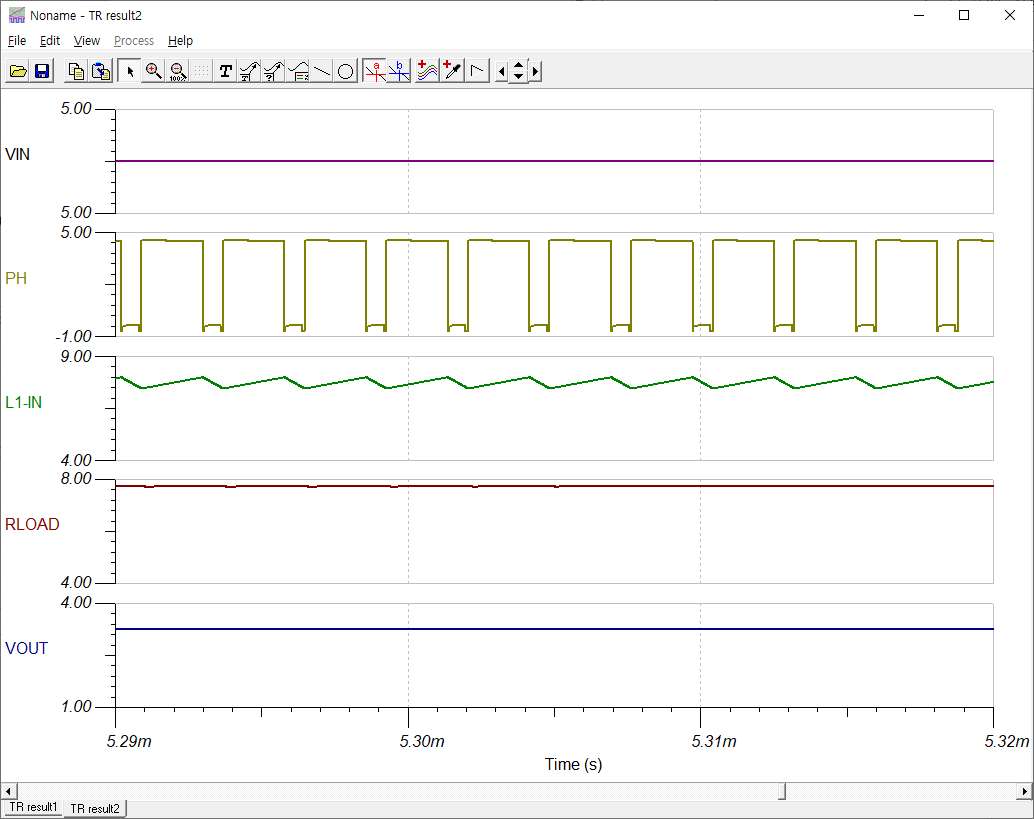 Noname - TR result2
File Edit View Process Help
T 100% ? a b
5.00
VIN
5.00
5.00
PH
-1.00
9.00
L1-IN
4.00
8.00
RLOAD
4.00
4.00
VOUT
1.00
5.29m 5.30m 5.31m 5.32m
Time (s)
TR result1 TR result2